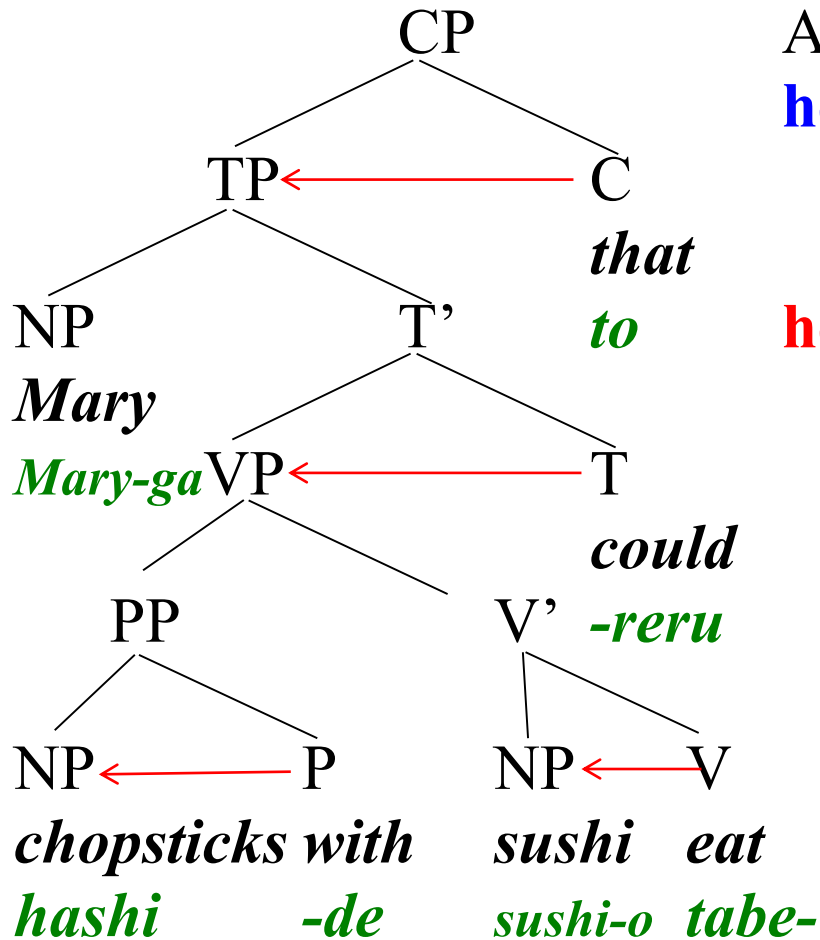 CP A
TP C
that
NP T’ to
Mary
Mary-ga VP T
could
PP V’ -reru
NP P NP V
chopsticks with sushi eat
hashi -de sushi-o tabe-